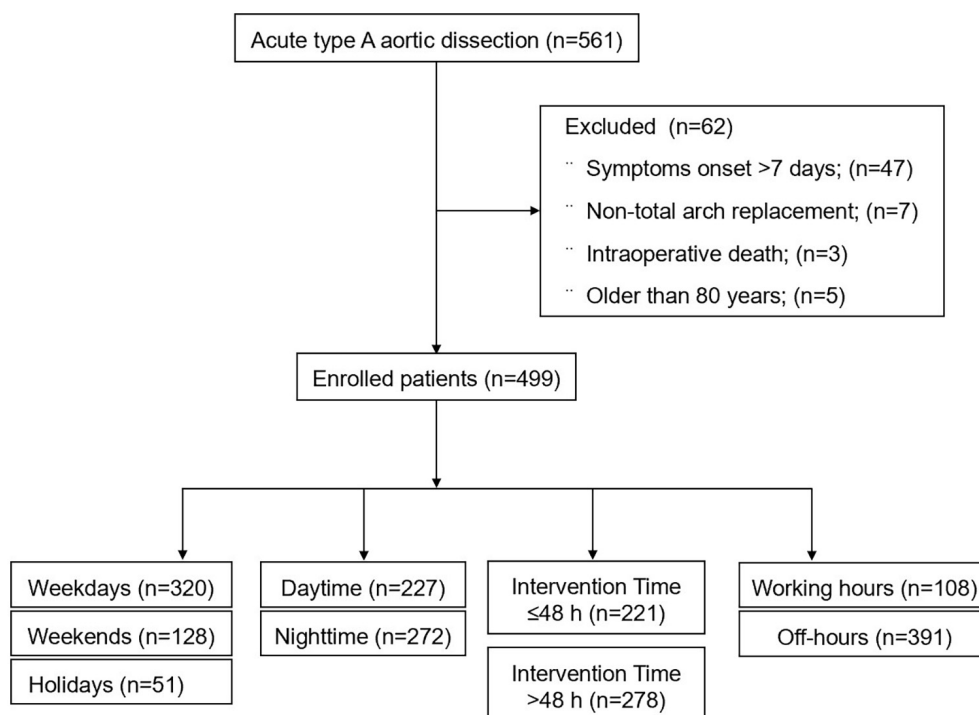 Acute type A aortic dissection (n=561)
Excluded  (n=62)
¨ Symptoms onset >7 days; (n=47)
¨ Non-total arch replacement; (n=7)
¨ Intraoperative death; (n=3)
¨ Older than 80 years; (n=5)
Enrolled patients (n=499)
Weekdays (n=320)
Weekends (n=128)
Holidays (n=51)
Daytime (n=227)
Nighttime (n=272)
Intervention Time
≤48 h (n=221)
Intervention Time
>48 h (n=278)
Working hours (n=108)
Off-hours (n=391)